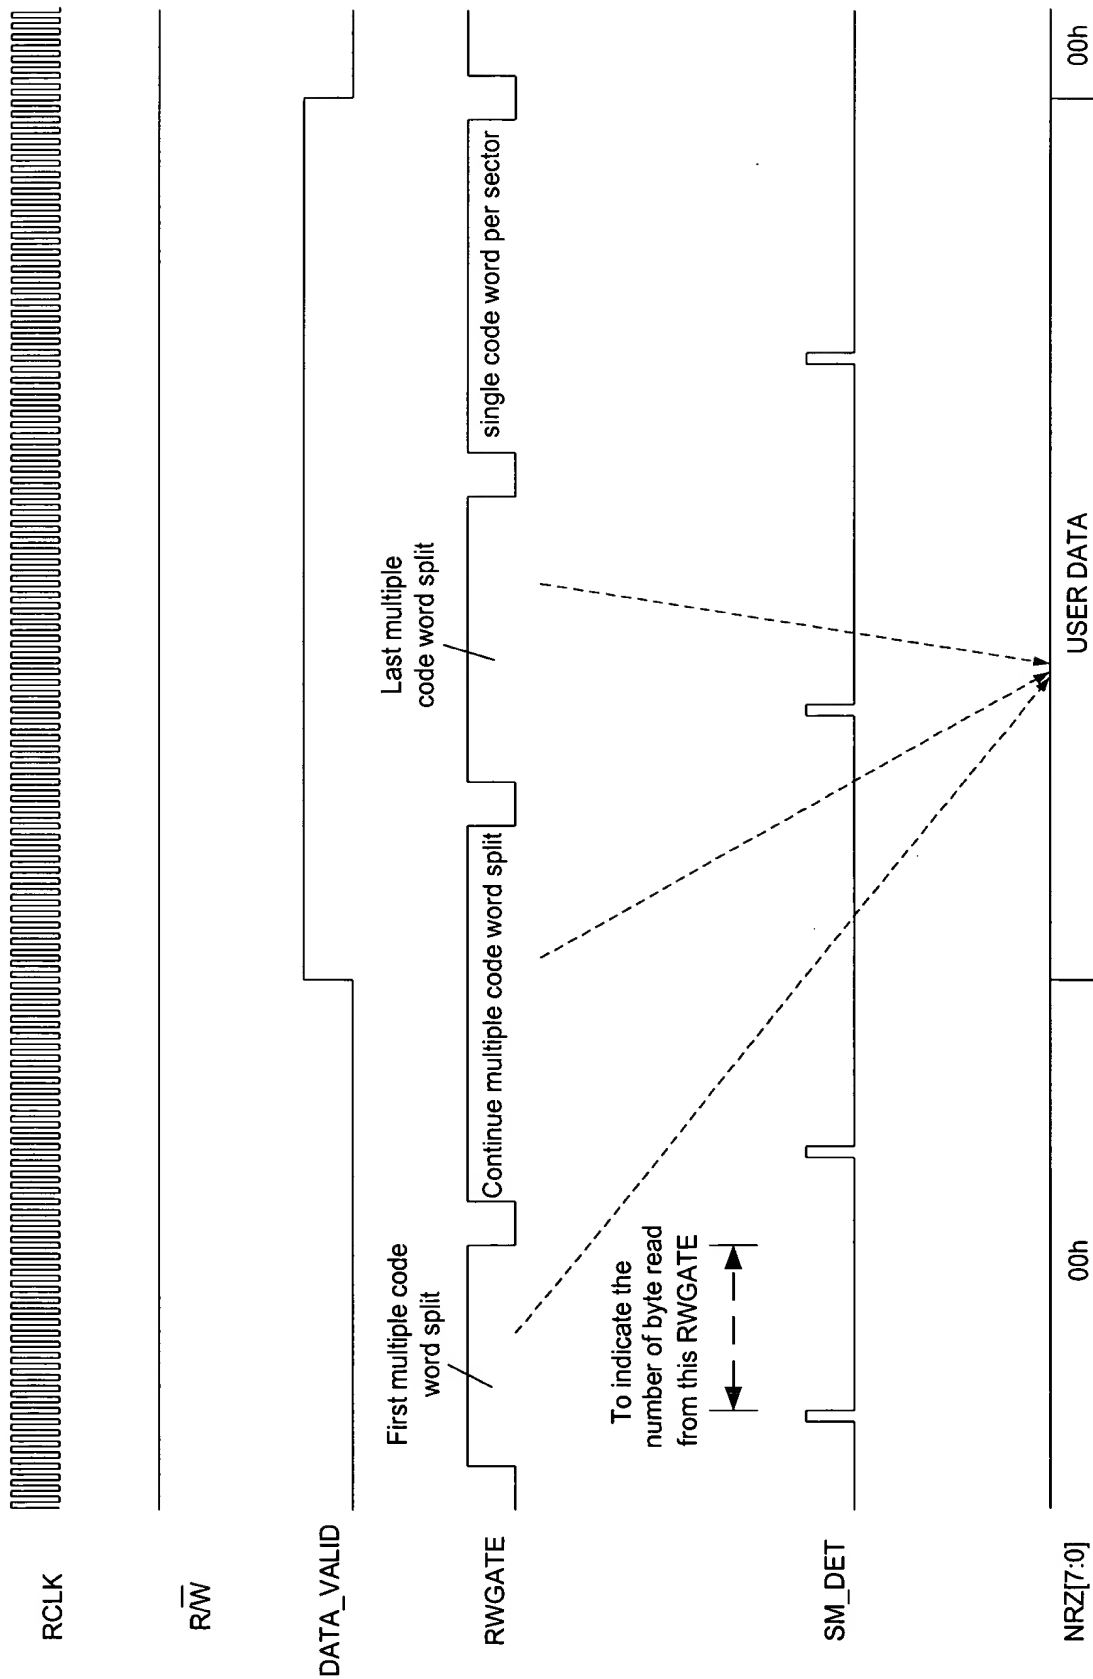 RCLK
R/W̅
DATA_VALID
First multiple code
word split
Last multiple
code word split
RWGATE
Continue multiple code word split
single code word per sector
To indicate the
number of byte read
from this RWGATE
SM_DET
NRZ[7:0]
00h
USER DATA
00h